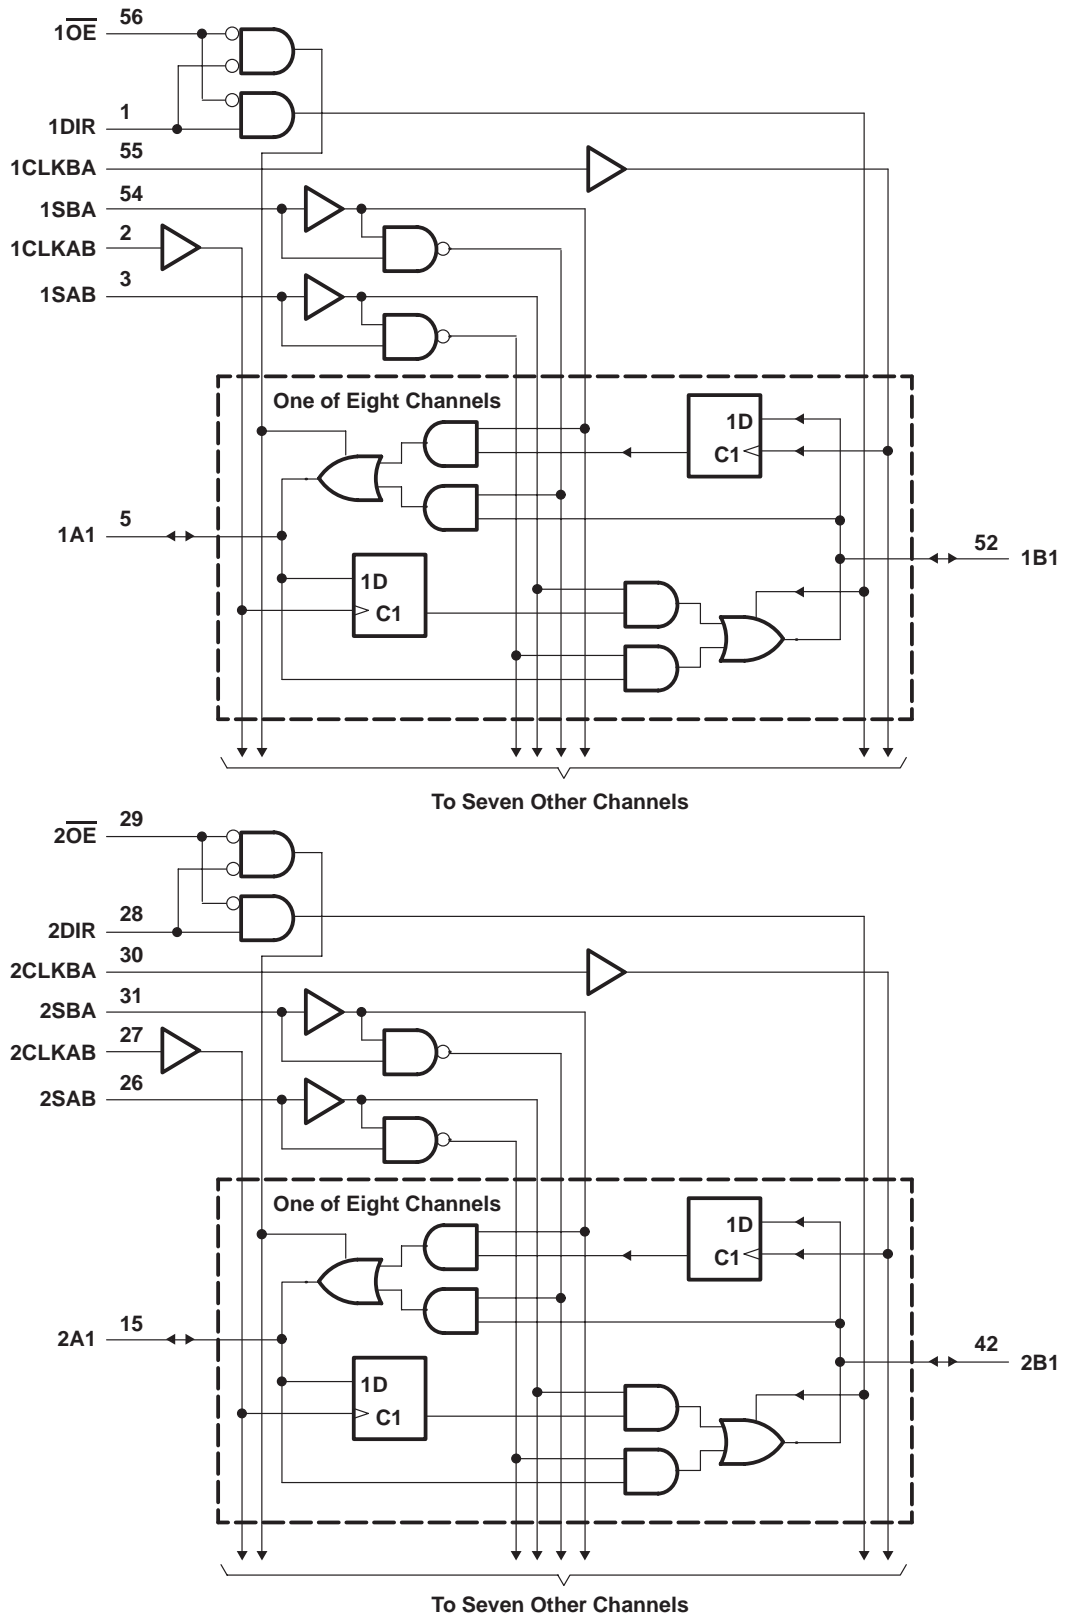 56
1O̅E̅
1
1DIR
55
1CLKBA
54
1SBA
2
1CLKAB
3
1SAB
One of Eight Channels
1D
C1
5
1A1
52
1B1
1D
C1
To Seven Other Channels
29
2O̅E̅
28
2DIR
30
2CLKBA
31
2SBA
27
2CLKAB
26
2SAB
One of Eight Channels
1D
C1
15
2A1
42
2B1
1D
C1
To Seven Other Channels